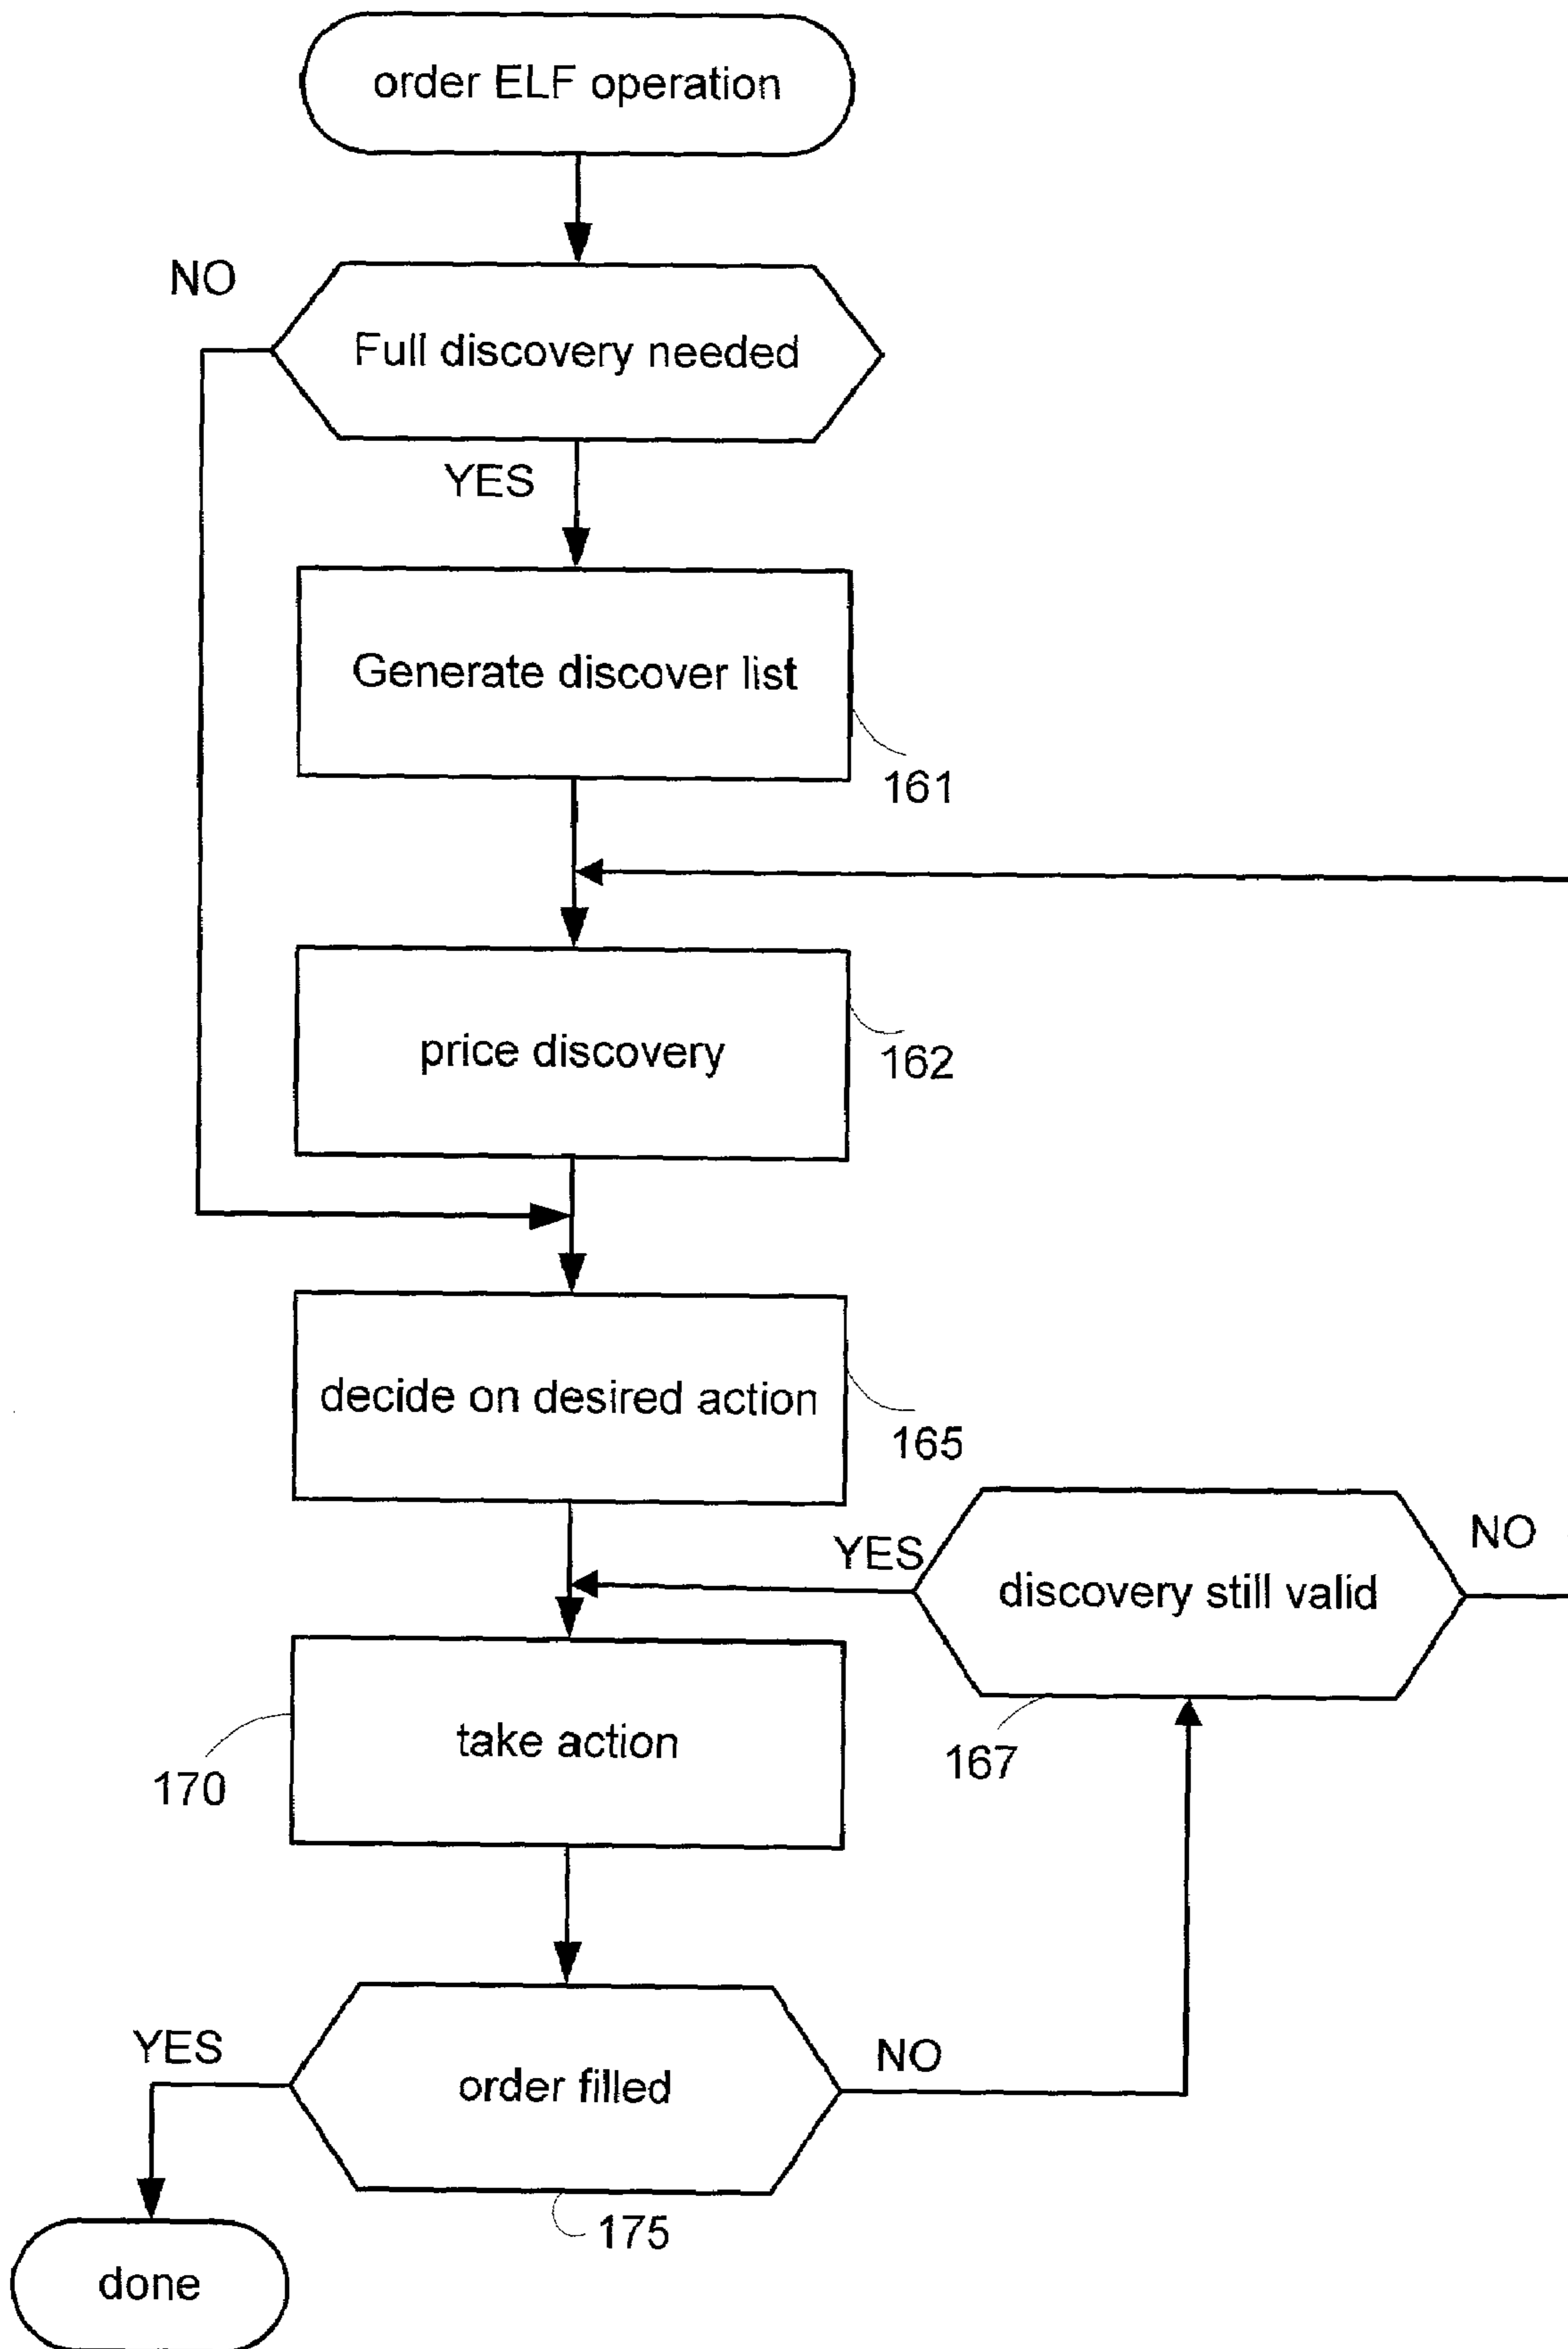 order ELF operation
NO
Full discovery needed
YES
Generate discover list
161
price discovery
162
decide on desired action
165
YES
discovery still valid
NO
take action
170
167
YES
order filled
NO
175
done